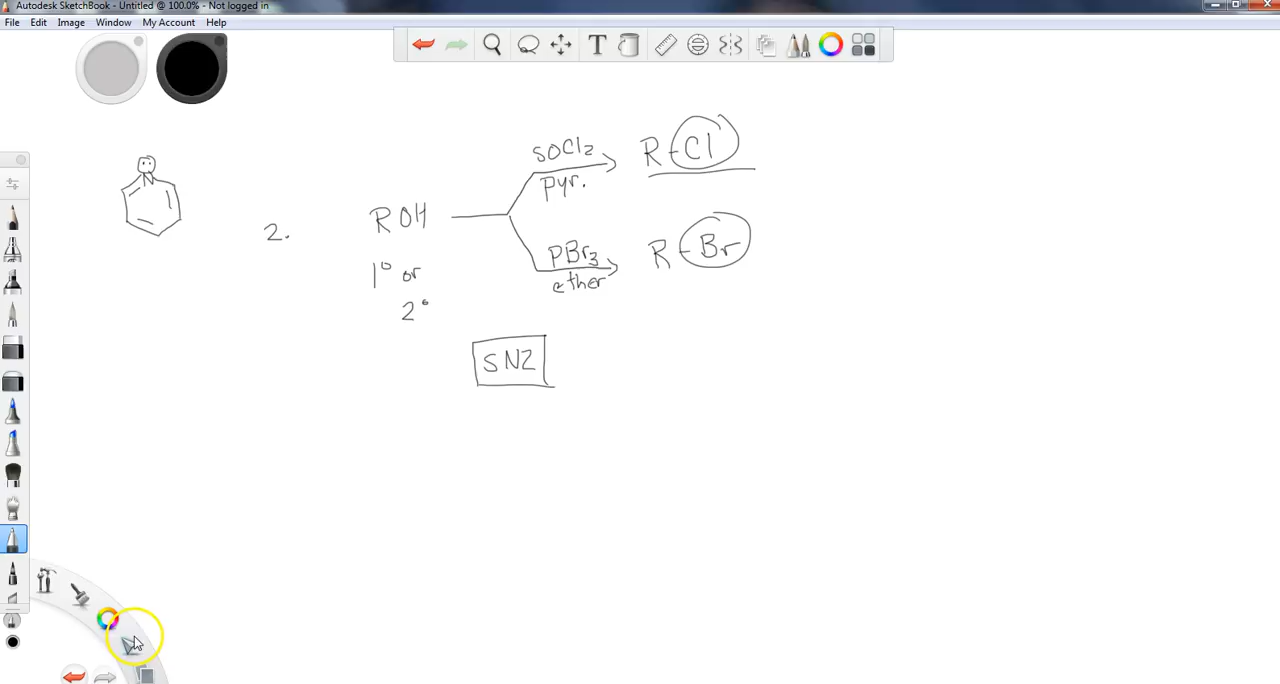 Autodesk SketchBook - Untitled @ 100.0% - Not logged in
File Edit Image Window My Account Help
T
N
2.
ROH
1° or
2°
SOCl2
pyr.
R-Cl
PBr3
ether
R-Br
SN2